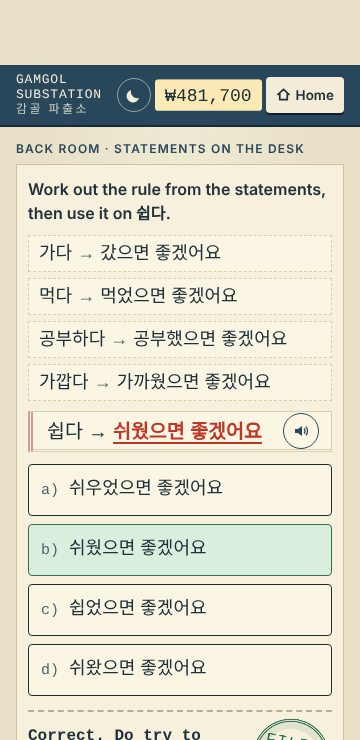 GAMGOL
SUBSTATION
감골 파출소
₩481,700
Home
BACK ROOM · STATEMENTS ON THE DESK
Work out the rule from the statements,
then use it on 쉽다.
가다 → 갔으면 좋겠어요
먹다 → 먹었으면 좋겠어요
공부하다 → 공부했으면 좋겠어요
가깝다 → 가까웠으면 좋겠어요
쉽다 → 쉬웠으면 좋겠어요
a) 쉬우었으면 좋겠어요
b) 쉬웠으면 좋겠어요
c) 쉽었으면 좋겠어요
d) 쉬왔으면 좋겠어요
Correct. Do try to